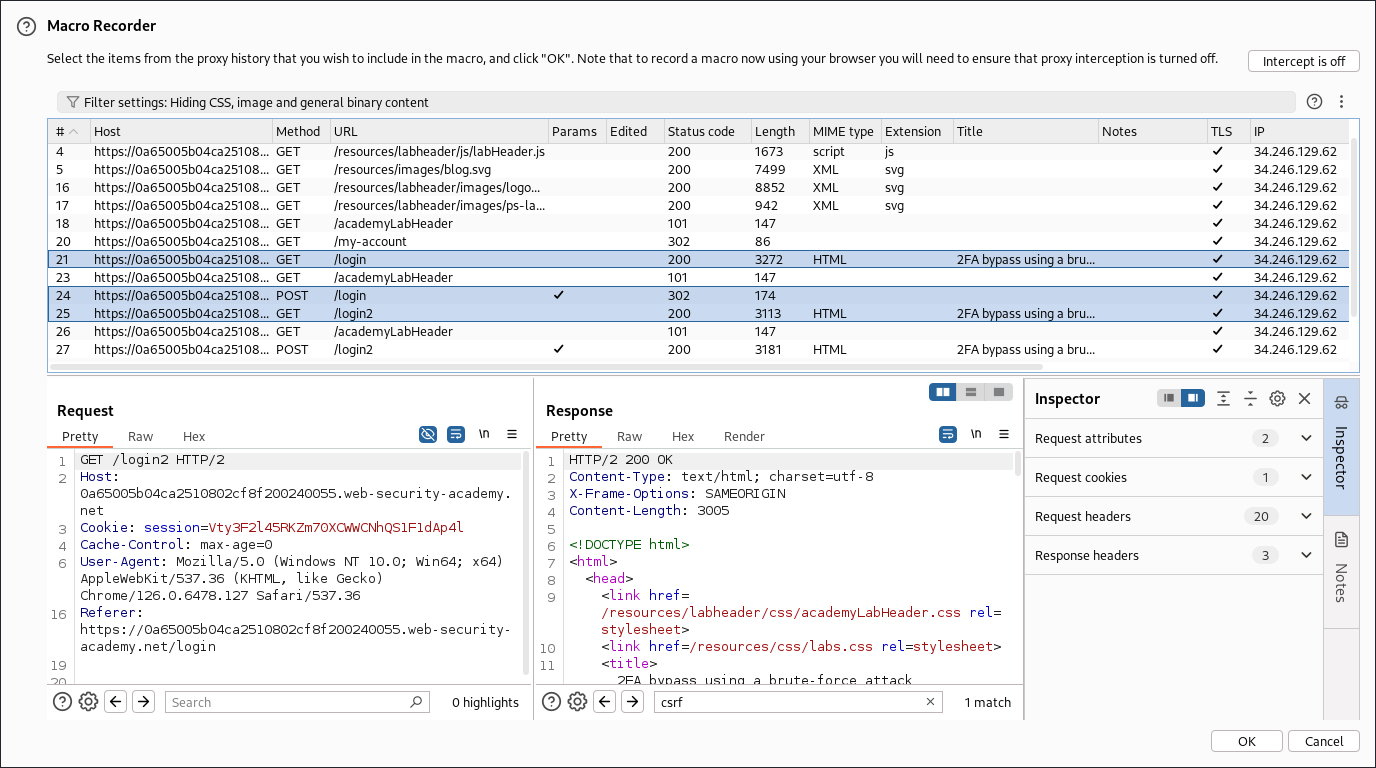 Macro Recorder
Select the items from the proxy history that you wish to include in the macro, and click "OK". Note that to record a macro now using your browser you will need to ensure that proxy interception is turned off.
Intercept is off
Filter settings: Hiding CSS, image and general binary content
# Host Method URL Params Edited Status code Length MIME type Extension Title Notes TLS IP
4 https://0a65005b04ca25108... GET /resources/labheader/js/labHeader.js 200 1673 script js ✓ 34.246.129.62
5 https://0a65005b04ca25108... GET /resources/images/blog.svg 200 7499 XML svg ✓ 34.246.129.62
16 https://0a65005b04ca25108... GET /resources/labheader/images/logo... 200 8852 XML svg ✓ 34.246.129.62
17 https://0a65005b04ca25108... GET /resources/labheader/images/ps-la... 200 942 XML svg ✓ 34.246.129.62
18 https://0a65005b04ca25108... GET /academyLabHeader 101 147 ✓ 34.246.129.62
20 https://0a65005b04ca25108... GET /my-account 302 86 ✓ 34.246.129.62
21 https://0a65005b04ca25108... GET /login 200 3272 HTML 2FA bypass using a bru... ✓ 34.246.129.62
23 https://0a65005b04ca25108... GET /academyLabHeader 101 147 ✓ 34.246.129.62
24 https://0a65005b04ca25108... POST /login ✓ 302 174 ✓ 34.246.129.62
25 https://0a65005b04ca25108... GET /login2 200 3113 HTML 2FA bypass using a bru... ✓ 34.246.129.62
26 https://0a65005b04ca25108... GET /academyLabHeader 101 147 ✓ 34.246.129.62
27 https://0a65005b04ca25108... POST /login2 ✓ 200 3181 HTML 2FA bypass using a bru... ✓ 34.246.129.62
Request
Pretty Raw Hex \n
1 GET /login2 HTTP/2
2 Host:
0a65005b04ca2510802cf8f200240055.web-security-academy.
net
3 Cookie: session=Vty3F2l45RKZm7OXCWWCNhQS1F1dAp4l
4 Cache-Control: max-age=0
6 User-Agent: Mozilla/5.0 (Windows NT 10.0; Win64; x64)
AppleWebKit/537.36 (KHTML, like Gecko)
Chrome/126.0.6478.127 Safari/537.36
16 Referer:
https://0a65005b04ca2510802cf8f200240055.web-security-
academy.net/login
19
20
Search
0 highlights
Response
Pretty Raw Hex Render \n
1 HTTP/2 200 OK
2 Content-Type: text/html; charset=utf-8
3 X-Frame-Options: SAMEORIGIN
4 Content-Length: 3005
5
6 <!DOCTYPE html>
7 <html>
8 <head>
9 <link href=
/resources/labheader/css/academyLabHeader.css rel=
stylesheet>
10 <link href=/resources/css/labs.css rel=stylesheet>
11 <title>
2FA bypass using a brute-force attack
csrf
1 match
Inspector
Request attributes 2
Request cookies 1
Request headers 20
Response headers 3
Inspector
Notes
OK
Cancel